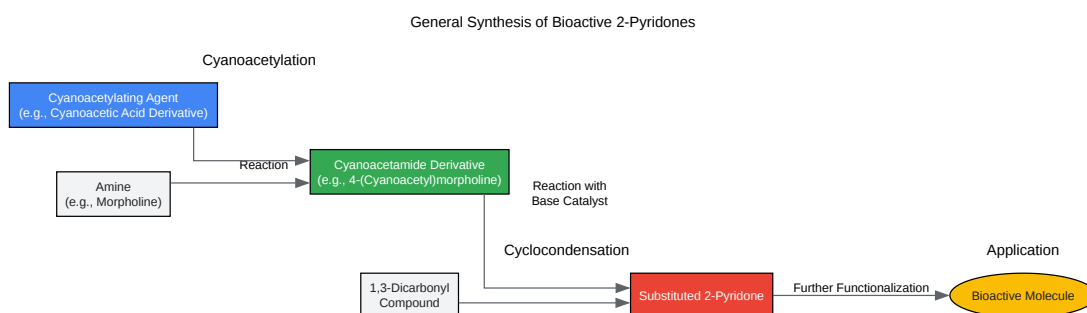 General Synthesis of Bioactive 2-Pyridones
Cyanoacetylation
Cyanoacetylating Agent
(e.g., Cyanoacetic Acid Derivative)
Reaction
Amine
(e.g., Morpholine)
Cyanoacetamide Derivative
(e.g., 4-(Cyanoacetyl)morpholine)
Reaction with
Base Catalyst
Cyclocondensation
1,3-Dicarbonyl
Compound
Substituted 2-Pyridone
Further Functionalization
Application
Bioactive Molecule